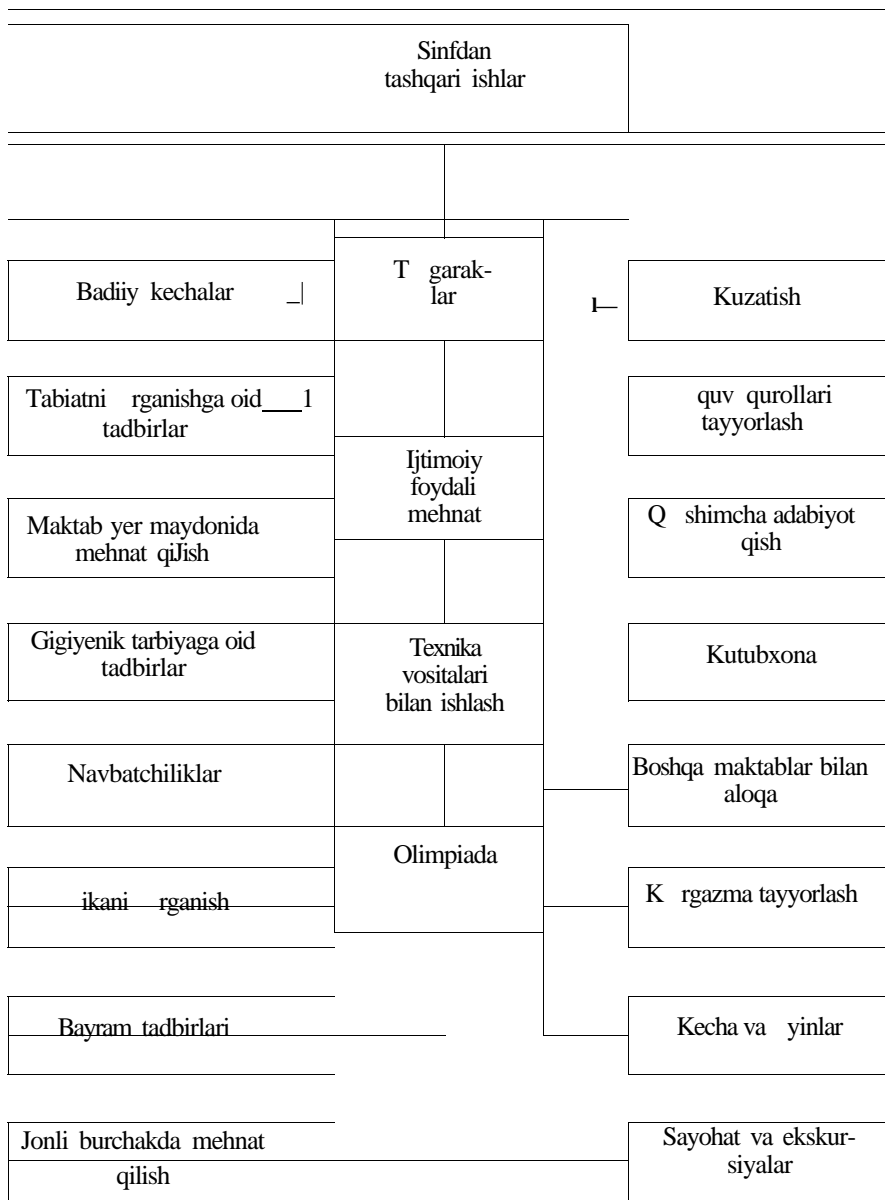 Sinfdan
tashqari ishlar
Badiiy kechalar
T garak-
lar
Kuzatish
Tabiatni rganishga oid
tadbirlar
quv qurollari
tayyorlash
Ijtimoiy
foydali
mehnat
Maktab yer maydonida
mehnat qiJish
Q shimcha adabiyot
qish
Gigiyenik tarbiyaga oid
tadbirlar
Texnika
vositalari
bilan ishlash
Kutubxona
Navbatchiliklar
Boshqa maktablar bilan
aloqa
Olimpiada
ikani rganish
K rgazma tayyorlash
Bayram tadbirlari
Kecha va yinlar
Jonli burchakda mehnat
qilish
Sayohat va ekskur-
siyalar